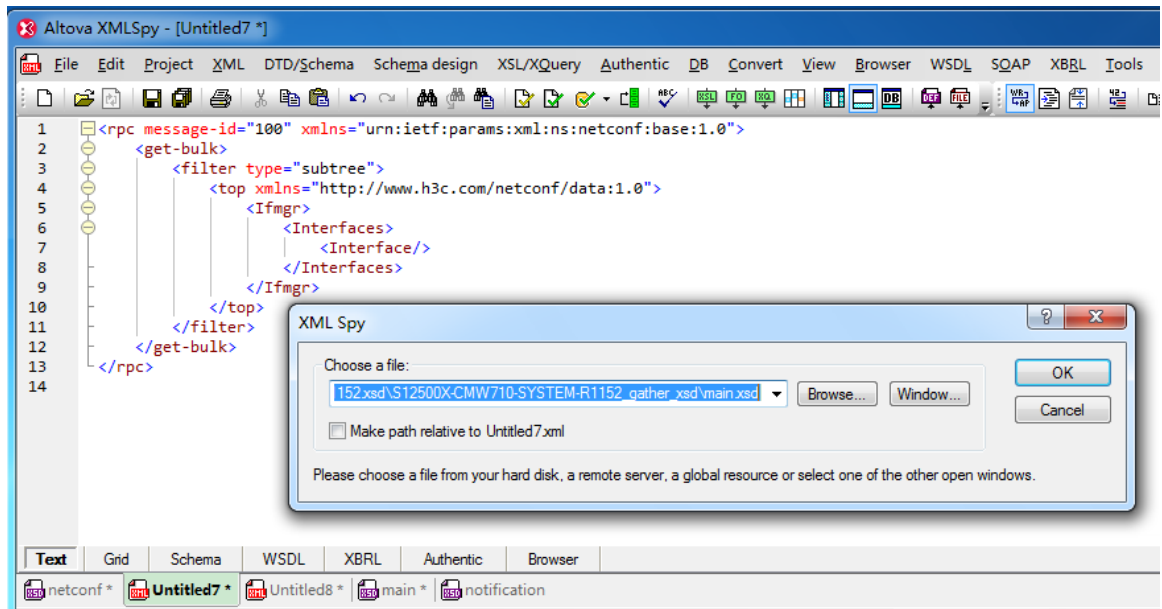 Altova XMLSpy - [Untitled7 *]
File Edit Project XML DTD/Schema Schema design XSL/XQuery Authentic DB Convert View Browser WSDL SOAP XBRL Tools
1 <rpc message-id="100" xmlns="urn:ietf:params:xml:ns:netconf:base:1.0">
2 <get-bulk>
3 <filter type="subtree">
4 <top xmlns="http://www.h3c.com/netconf/data:1.0">
5 <Ifmgr>
6 <Interfaces>
7 <Interface/>
8 </Interfaces>
9 </Ifmgr>
10 </top>
11 </filter>
12 </get-bulk>
13 </rpc>
14
XML Spy
Choose a file:
152.xsd\S12500X-CMW710-SYSTEM-R1152_gather_xsd\main.xsd
Browse...
Window...
OK
Cancel
Make path relative to Untitled7.xml
Please choose a file from your hard disk, a remote server, a global resource or select one of the other open windows.
Text Grid Schema WSDL XBRL Authentic Browser
netconf * Untitled7 * Untitled8 * main * notification